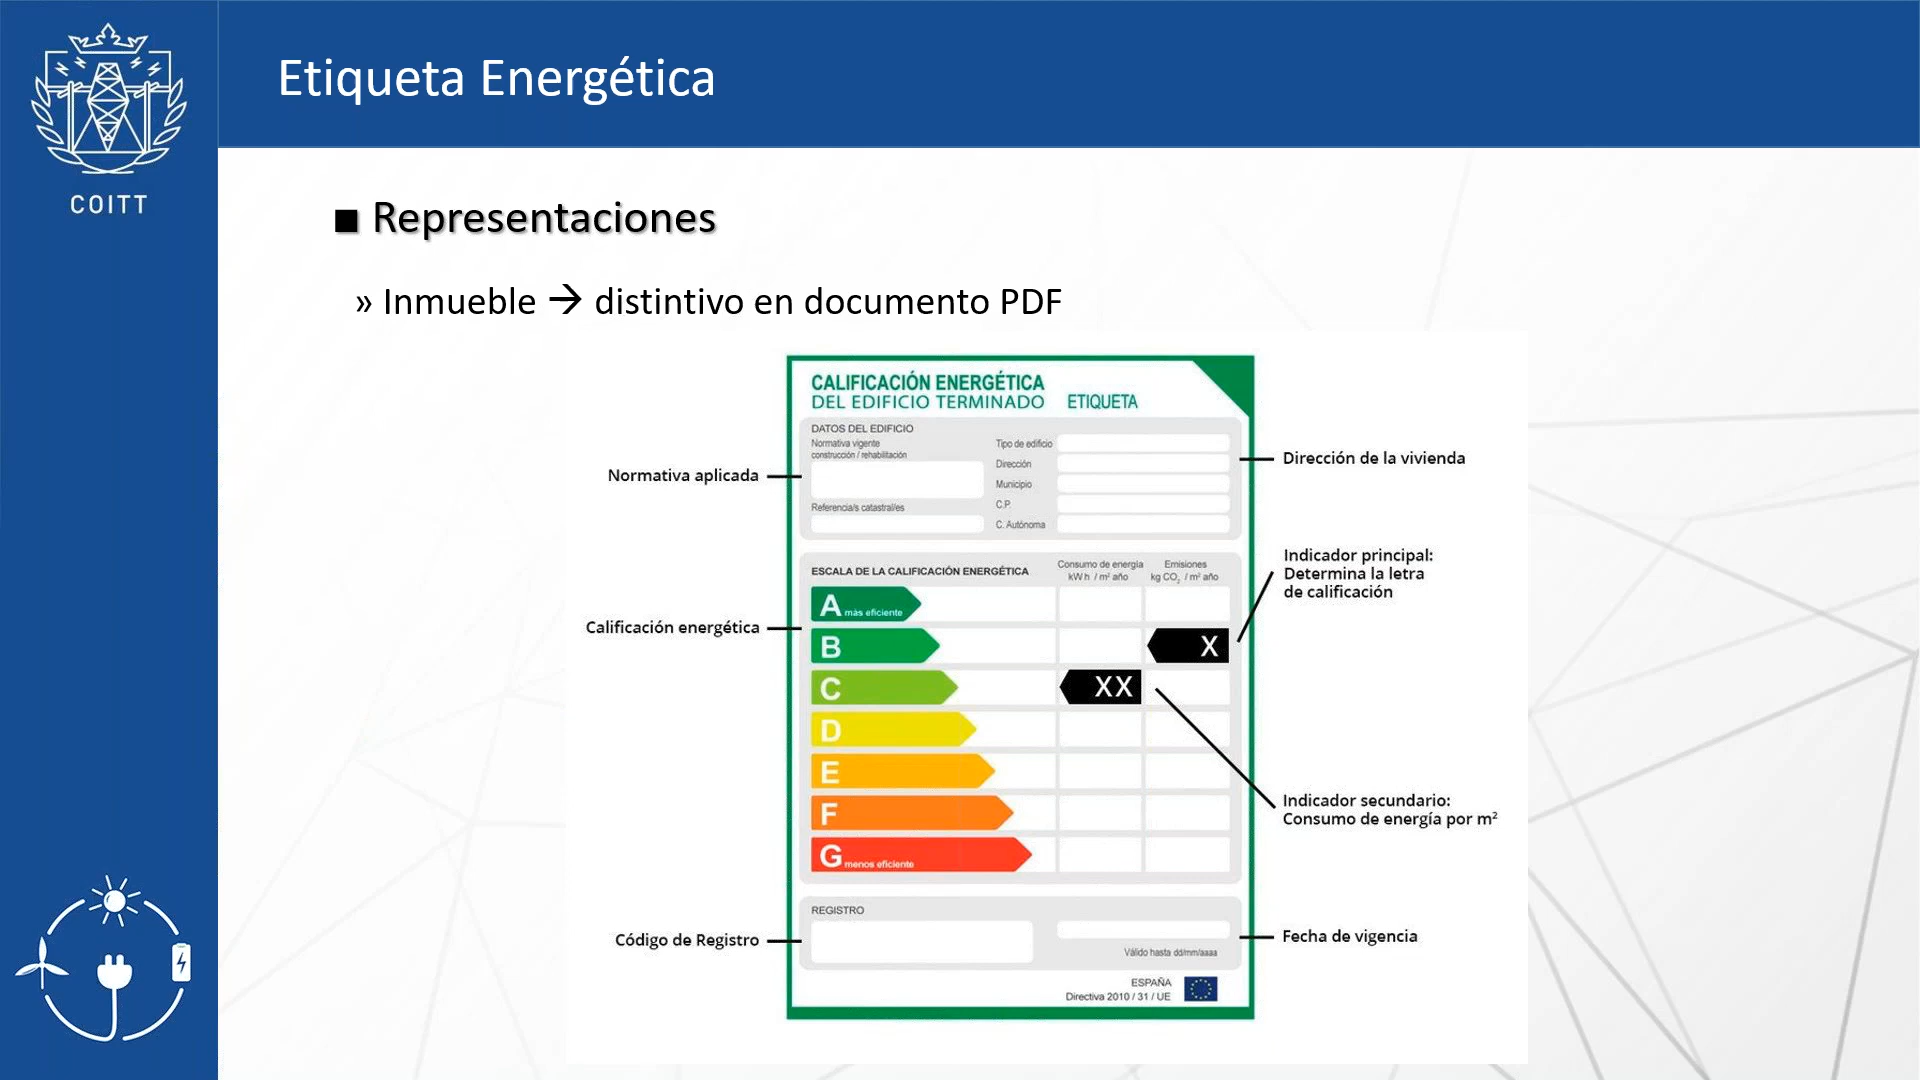 COITT
Etiqueta Energética
■ Representaciones
» Inmueble → distintivo en documento PDF
CALIFICACIÓN ENERGÉTICA
DEL EDIFICIO TERMINADO ETIQUETA
DATOS DEL EDIFICIO
Normativa vigente
construcción / rehabilitación
Referencia/s catastral/es
Tipo de edificio
Dirección
Municipio
C.P.
C. Autónoma
Normativa aplicada
Dirección de la vivienda
ESCALA DE LA CALIFICACIÓN ENERGÉTICA
Consumo de energía
kW h / m² año
Emisiones
kg CO₂ / m² año
A más eficiente
B
C
D
E
F
G menos eficiente
X
XX
Calificación energética
Indicador principal:
Determina la letra
de calificación
Indicador secundario:
Consumo de energía por m²
REGISTRO
Válido hasta dd/mm/aaaa
Código de Registro
Fecha de vigencia
ESPAÑA
Directiva 2010 / 31 / UE